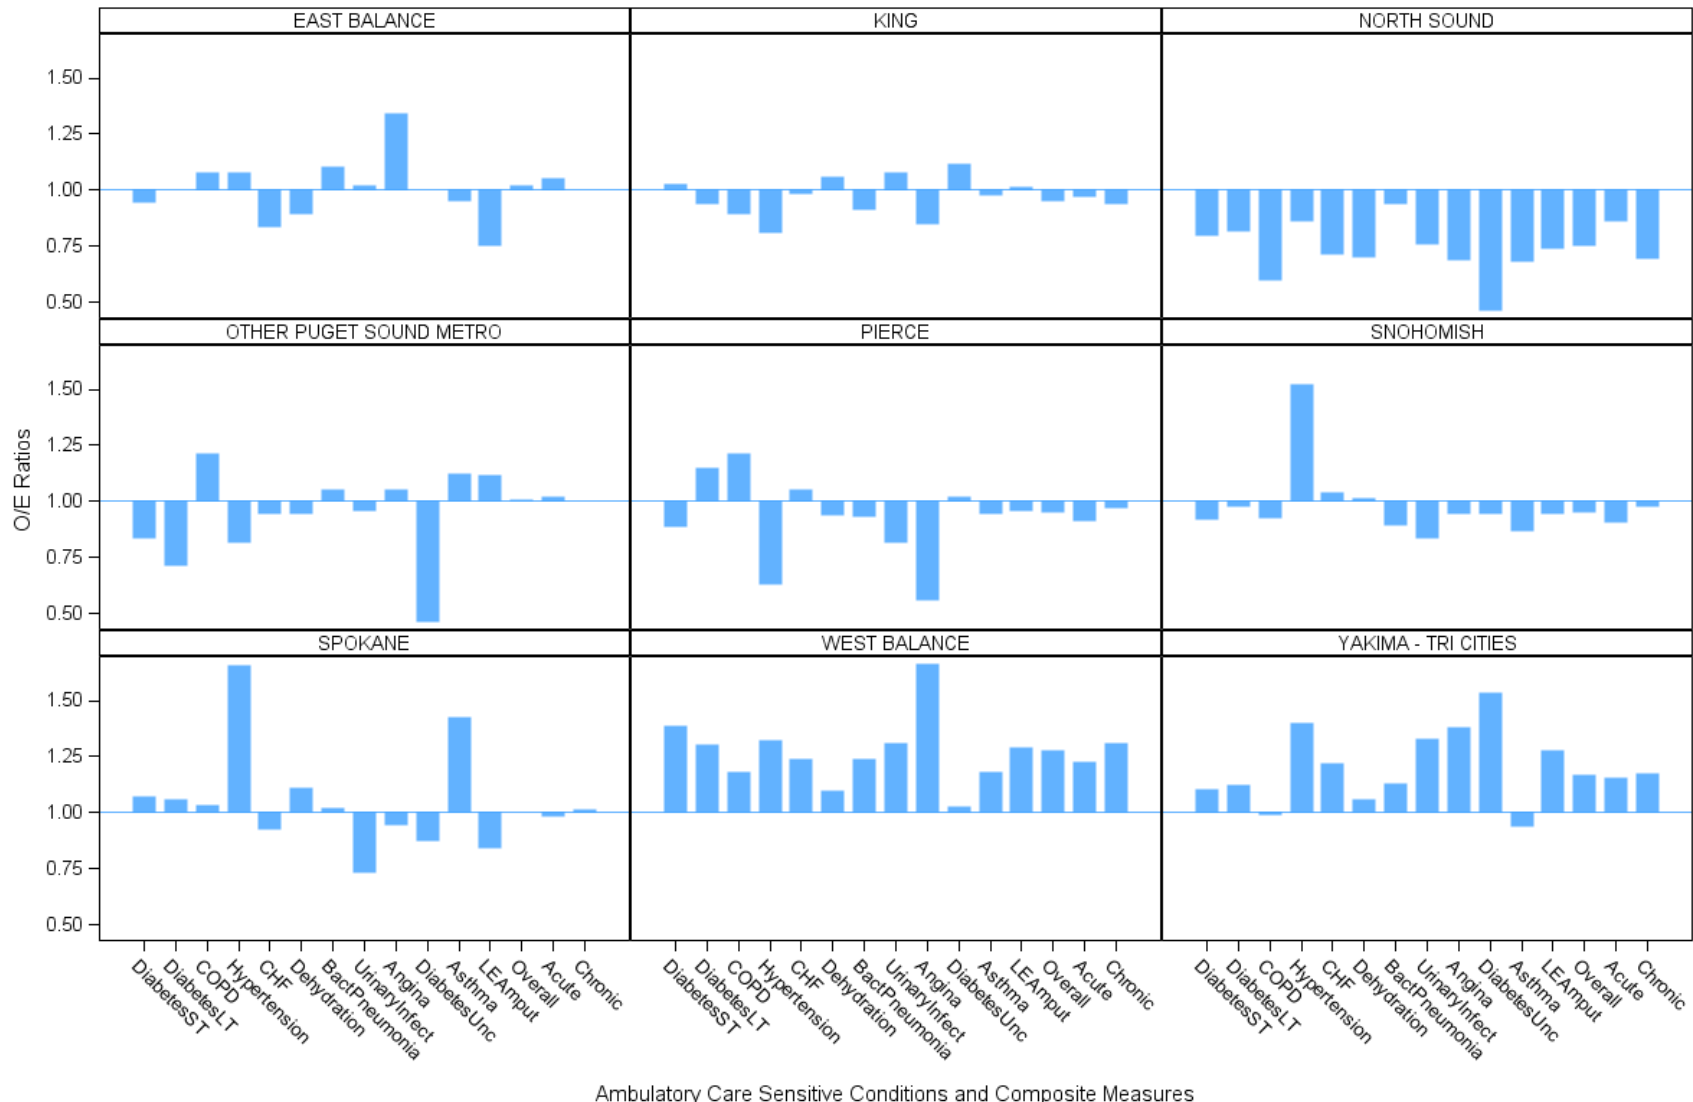 EAST BALANCE
KING
NORTH SOUND
1.50
1.25
1.00
0.75
0.50
OTHER PUGET SOUND METRO
PIERCE
SNOHOMISH
O/E Ratios
1.50
1.25
1.00
0.75
0.50
SPOKANE
WEST BALANCE
YAKIMA - TRI CITIES
1.50
1.25
1.00
0.75
0.50
DiabetesST
DiabetesLT
COPD
Hypertension
CHF
Dehydration
BactPneumonia
UrinaryInfect
Angina
DiabetesUnc
Asthma
LEAmput
Overall
Acute
Chronic
DiabetesST
DiabetesLT
COPD
Hypertension
CHF
Dehydration
BactPneumonia
UrinaryInfect
Angina
DiabetesUnc
Asthma
LEAmput
Overall
Acute
Chronic
DiabetesST
DiabetesLT
COPD
Hypertension
CHF
Dehydration
BactPneumonia
UrinaryInfect
Angina
DiabetesUnc
Asthma
LEAmput
Overall
Acute
Chronic
Ambulatory Care Sensitive Conditions and Composite Measures